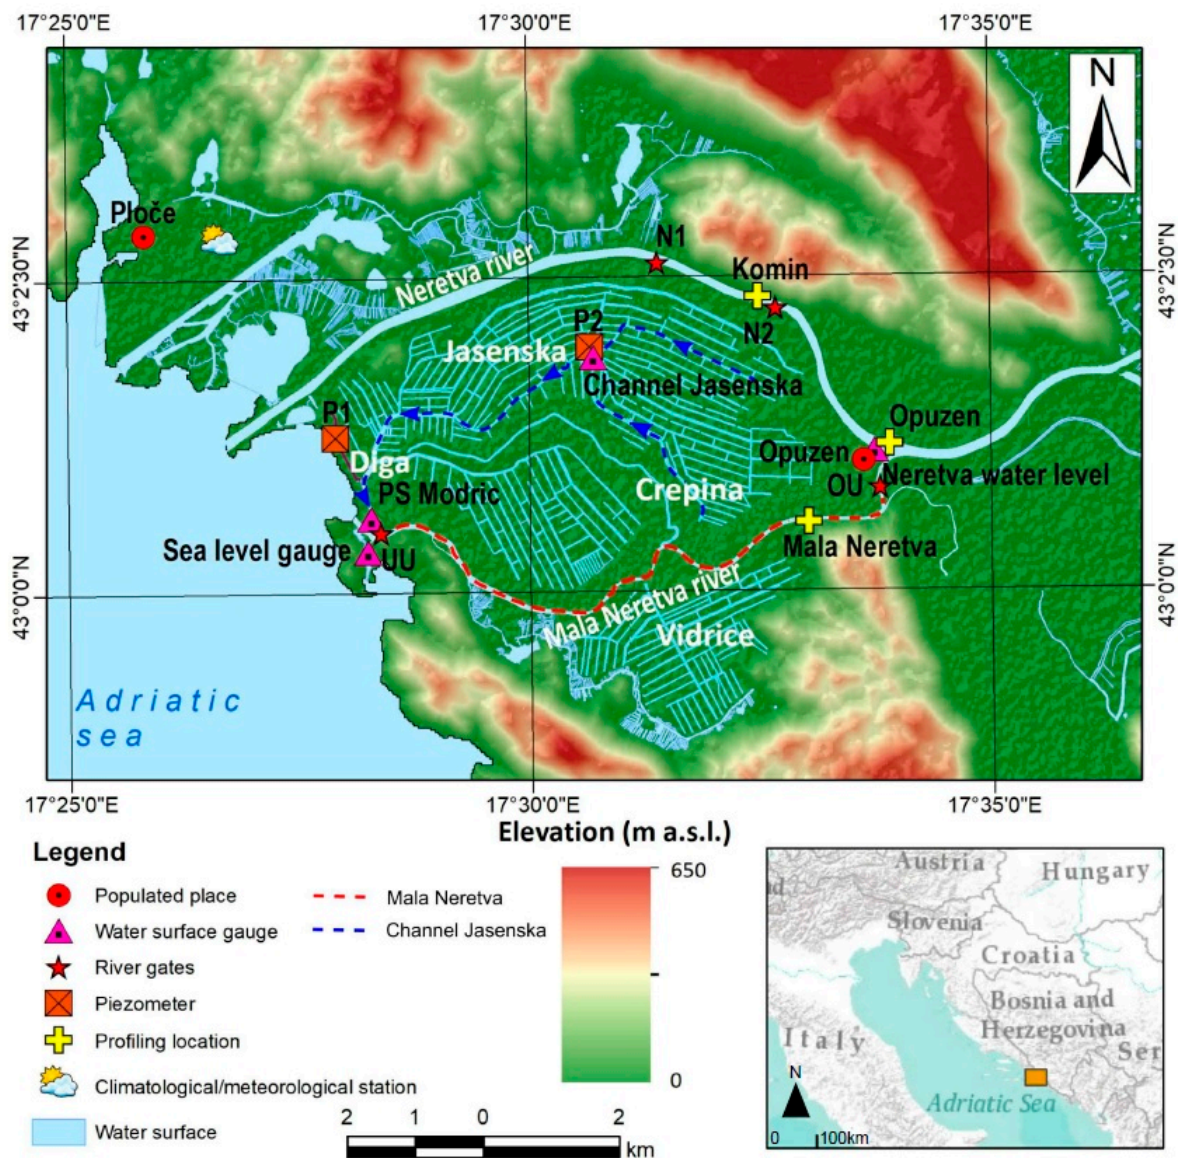 17°25'0"E
17°30'0"E
17°35'0"E
N
Ploče
N1
Neretva river
Komin
43°2'30"N
43°2'30"N
P2
N2
Jasenska
Channel Jasenska
P1
Opuzen
Opuzen
Diga
Neretva water level
OU
PS Modric
Crepina
Sea level gauge
UU
Mala Neretva
43°0'0"N
43°0'0"N
Mala Neretva river
Vidrice
Adriatic
sea
17°25'0"E
17°30'0"E
17°35'0"E
Elevation (m a.s.l.)
Legend
Populated place
Water surface gauge
River gates
Piezometer
Profiling location
Climatological/meteorological station
Water surface
Mala Neretva
Channel Jasenska
650
0
2 1 0 2
km
Austria
Hungary
Slovenia
Croatia
Bosnia and
Herzegovina
Italy
Ser
N
Adriatic Sea
0 100km